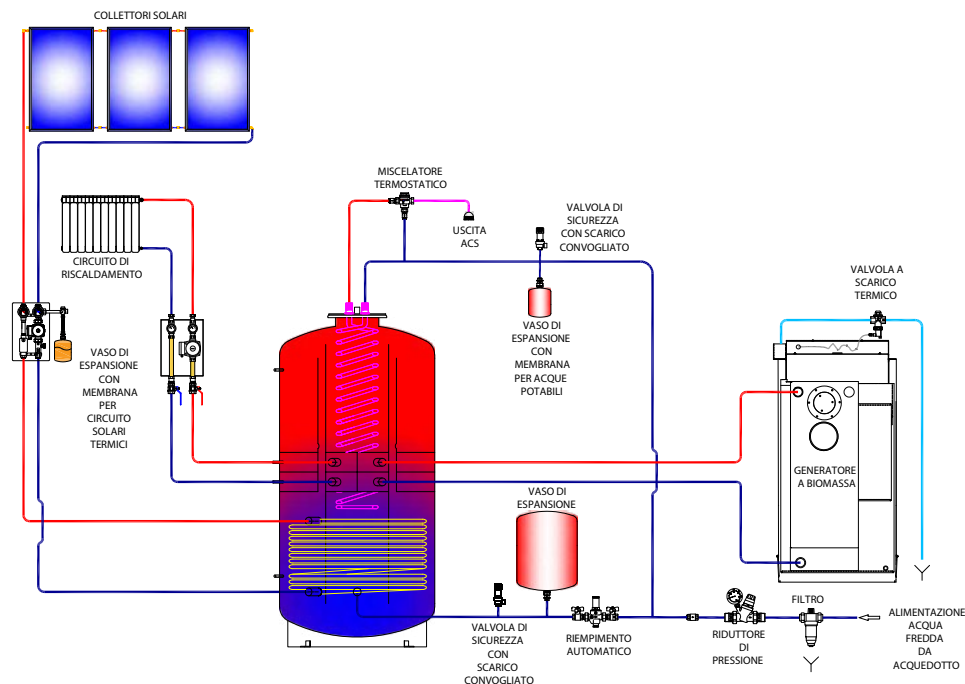 COLLETTORI SOLARI
MISCELATORE
TERMOSTATICO
USCITA
ACS
VALVOLA DI
SICUREZZA
CON SCARICO
CONVOGLIATO
CIRCUITO DI
RISCALDAMENTO
VALVOLA A
SCARICO
TERMICO
VASO DI
ESPANSIONE
CON
MEMBRANA
PER
CIRCUITO
SOLARI
TERMICI
VASO DI
ESPANSIONE
CON
MEMBRANA
PER ACQUE
POTABILI
GENERATORE
A BIOMASSA
VASO DI
ESPANSIONE
VALVOLA DI
SICUREZZA
CON
SCARICO
CONVOGLIATO
RIEMPIMENTO
AUTOMATICO
RIDUTTORE
DI
PRESSIONE
FILTRO
ALIMENTAZIONE
ACQUA
FREDDA
DA
ACQUEDOTTO